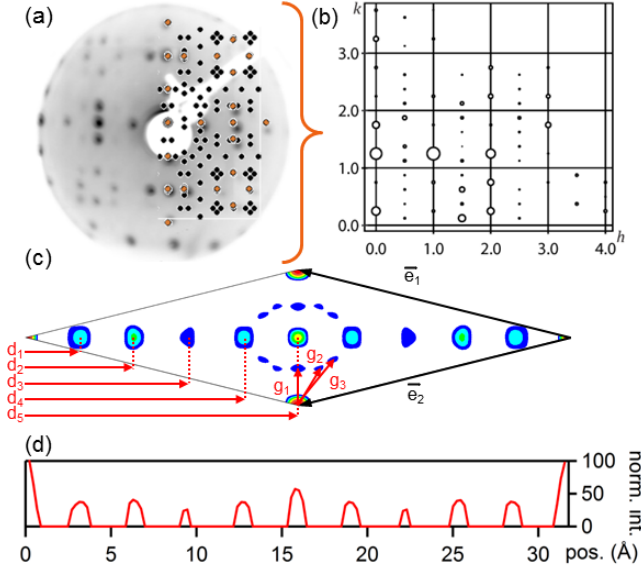 (a)
(b)
k
3.0
2.0
1.0
0.0
0.0 1.0 2.0 3.0 4.0
h
(c)
e1
d1
d2
d3
d4
d5
g1
g2
g3
e2
(d)
100
50
0
norm. int.
0 5 10 15 20 25 30 pos. (Å)